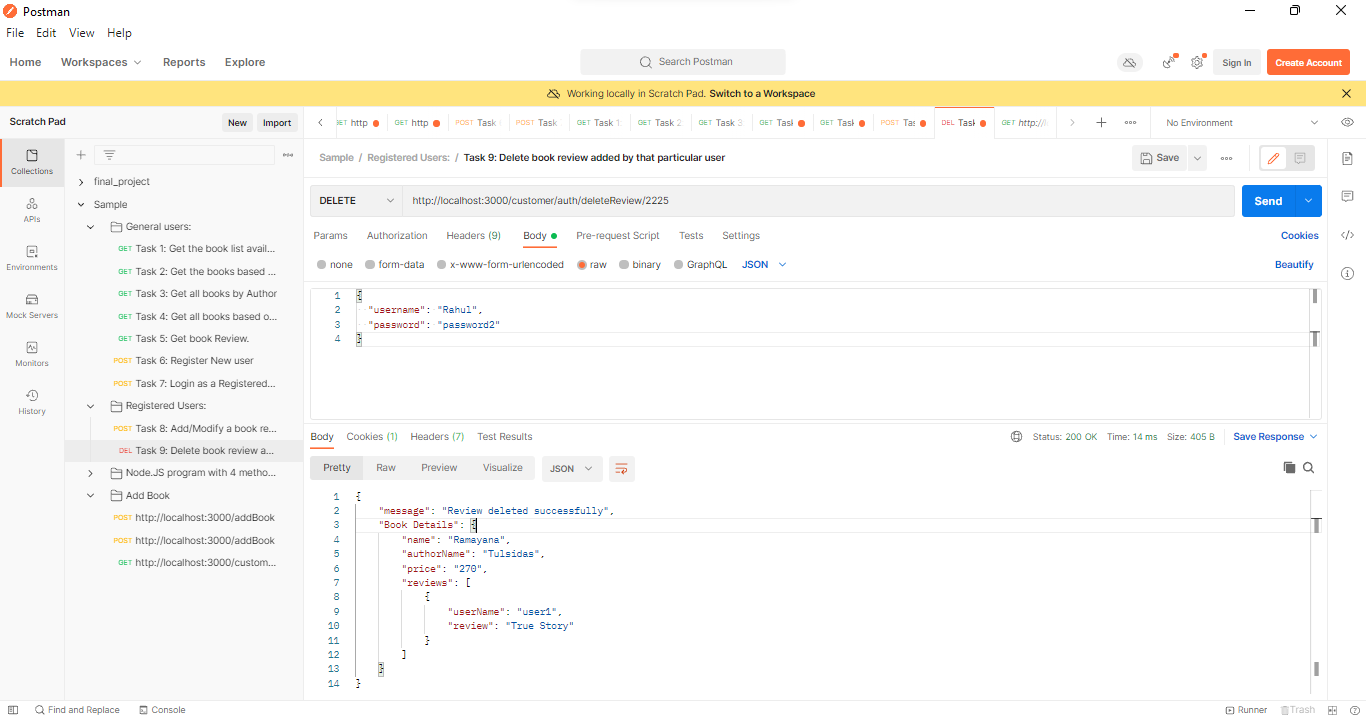 Postman
File Edit View Help
Home Workspaces Reports Explore
Search Postman
Sign In
Create Account
Working locally in Scratch Pad. Switch to a Workspace
Scratch Pad
New
Import
GET http
POST Task
POST Task
GET Task 1:
GET Task 2
GET Task 3
GET Task
GET Task
POST Tas
DEL Task
GET http://l
No Environment
Collections
APIs
Environments
Mock Servers
Monitors
History
final_project
Sample
General users:
GET Task 1: Get the book list avail...
GET Task 2: Get the books based ...
GET Task 3: Get all books by Author
GET Task 4: Get all books based o...
GET Task 5: Get book Review.
POST Task 6: Register New user
POST Task 7: Login as a Registered...
Registered Users:
POST Task 8: Add/Modify a book re...
DEL Task 9: Delete book review a...
Node.JS program with 4 metho...
Add Book
POST http://localhost:3000/addBook
POST http://localhost:3000/addBook
GET http://localhost:3000/custom...
Sample / Registered Users: / Task 9: Delete book review added by that particular user
Save
DELETE
http://localhost:3000/customer/auth/deleteReview/2225
Send
Params Authorization Headers (9) Body Pre-request Script Tests Settings
Cookies
none form-data x-www-form-urlencoded raw binary GraphQL JSON
Beautify
1 {
2 "username": "Rahul",
3 "password": "password2"
4 }
Body Cookies (1) Headers (7) Test Results
Status: 200 OK Time: 14 ms Size: 405 B
Save Response
Pretty Raw Preview Visualize JSON
1 {
2 "message": "Review deleted successfully",
3 "Book Details": {
4 "name": "Ramayana",
5 "authorName": "Tulsidas",
6 "price": "270",
7 "reviews": [
8 {
9 "userName": "user1",
10 "review": "True Story"
11 }
12 ]
13 }
14 }
Find and Replace
Console
Runner
Trash